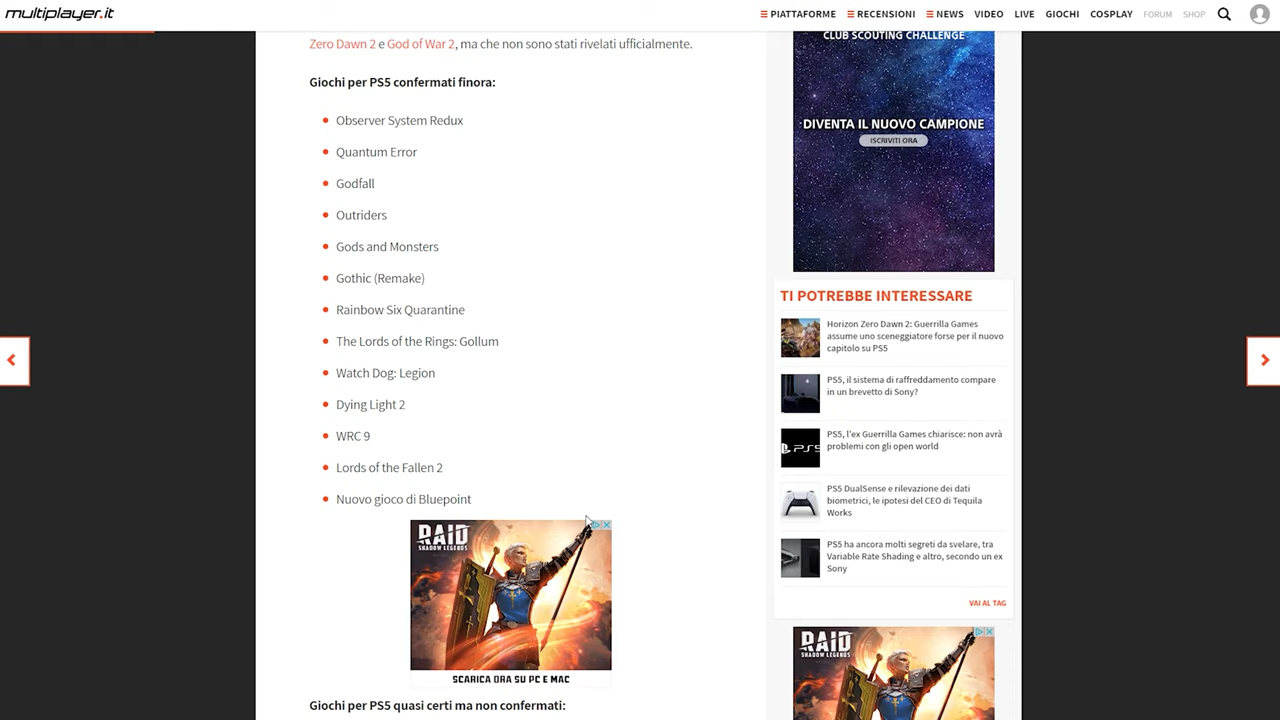 multiplayer.it
PIATTAFORME RECENSIONI NEWS VIDEO LIVE GIOCHI COSPLAY FORUM SHOP
Zero Dawn 2 e God of War 2, ma che non sono stati rivelati ufficialmente.
Giochi per PS5 confermati finora:
Observer System Redux
Quantum Error
Godfall
Outriders
Gods and Monsters
Gothic (Remake)
Rainbow Six Quarantine
The Lords of the Rings: Gollum
Watch Dog: Legion
Dying Light 2
WRC 9
Lords of the Fallen 2
Nuovo gioco di Bluepoint
RAID
SHADOW LEGENDS
SCARICA ORA SU PC E MAC
Giochi per PS5 quasi certi ma non confermati:
CLUB SCOUTING CHALLENGE
DIVENTA IL NUOVO CAMPIONE
ISCRIVITI ORA
TI POTREBBE INTERESSARE
Horizon Zero Dawn 2: Guerrilla Games
assume uno sceneggiatore forse per il nuovo
capitolo su PS5
PS5, il sistema di raffreddamento compare
in un brevetto di Sony?
PS5
PS5, l'ex Guerrilla Games chiarisce: non avrà
problemi con gli open world
PS5 DualSense e rilevazione dei dati
biometrici, le ipotesi del CEO di Tequila
Works
PS5 ha ancora molti segreti da svelare, tra
Variable Rate Shading e altro, secondo un ex
Sony
VAI AL TAG
RAID
SHADOW LEGENDS